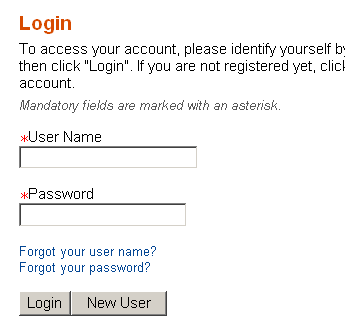 Login
To access your account, please identify yourself by
then click "Login". If you are not registered yet, click
account.
Mandatory fields are marked with an asterisk.
*User Name
*Password
Forgot your user name?
Forgot your password?
Login New User